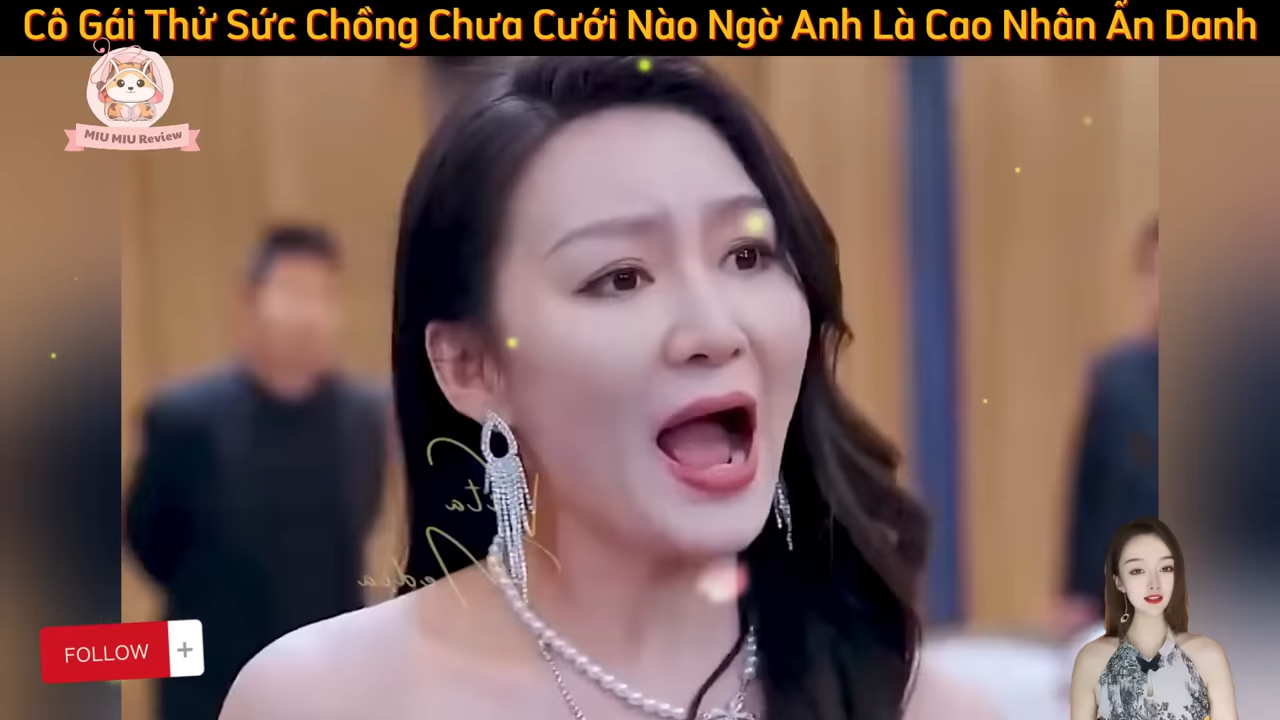 Cô Gái Thử Sức Chồng Chưa Cưới Nào Ngờ Anh Là Cao Nhân Ẩn Danh
MIU MIU Review
FOLLOW +